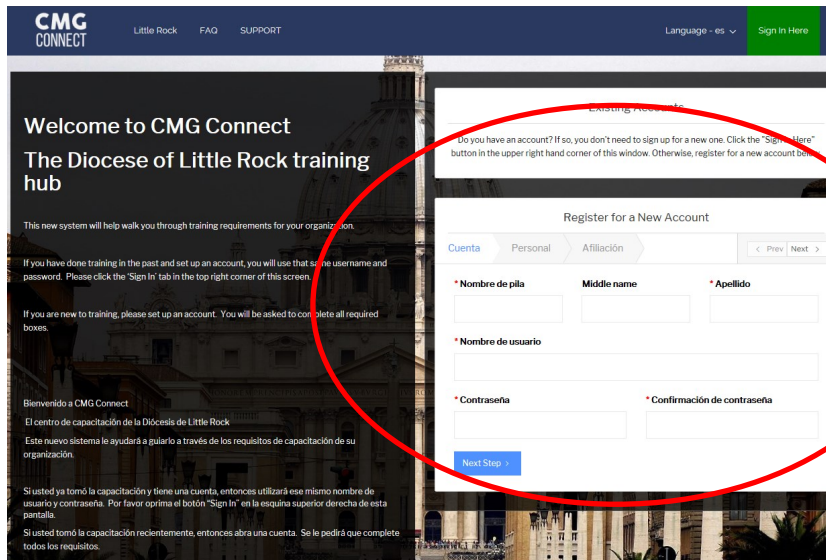 CMG
CONNECT
Little Rock
FAQ
SUPPORT
Language - es
Sign In Here
Welcome to CMG Connect
The Diocese of Little Rock training
hub
This new system will help walk you through training requirements for your organization.
If you have done training in the past and set up an account, you will use that same username and
password. Please click the 'Sign In' tab in the top right corner of this screen.
If you are new to training, please set up an account. You will be asked to complete all required
boxes.
Bienvenido a CMG Connect
El centro de capacitación de la Diócesis de Little Rock
Este nuevo sistema le ayudará a guiarlo a través de los requisitos de capacitación de su
organización.
Si usted ya tomó la capacitación y tiene una cuenta, entonces utilizará ese mismo nombre de
usuario y contraseña. Por favor oprima el botón "Sign In" en la esquina superior derecha de esta
pantalla.
Si usted tomó la capacitación recientemente, entonces abra una cuenta. Se le pedirá que complete
todos los requisitos.
Existing Accounts
Do you have an account? If so, you don't need to sign up for a new one. Click the "Sign In Here"
button in the upper right hand corner of this window. Otherwise, register for a new account below.
Register for a New Account
Cuenta
Personal
Afiliación
< Prev
Next >
* Nombre de pila
Middle name
* Apellido
* Nombre de usuario
* Contraseña
* Confirmación de contraseña
Next Step >